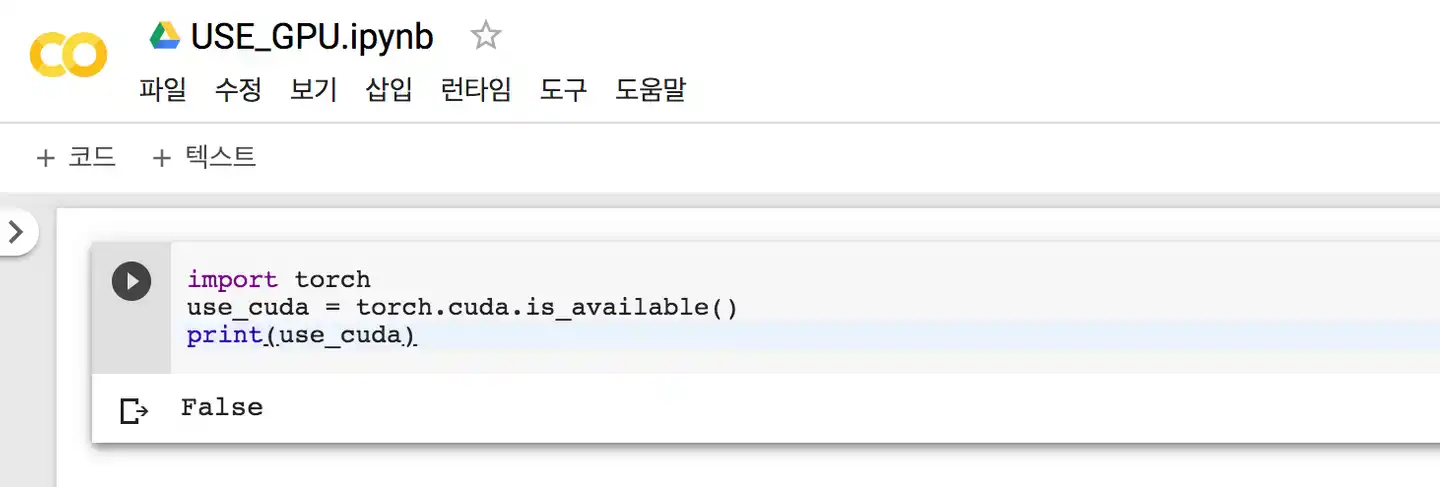 USE_GPU.ipynb
파일 수정 보기 삽입 런타임 도구 도움말
+ 코드 + 텍스트
import torch
use_cuda = torch.cuda.is_available()
print(use_cuda)
False